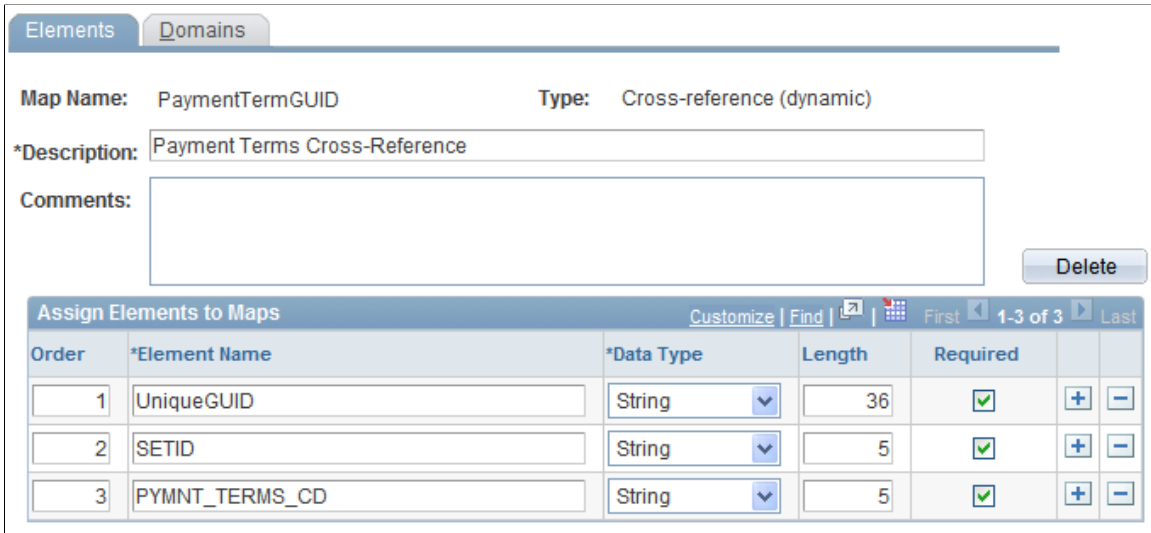 Elements Domains
Map Name: PaymentTermGUID Type: Cross-reference (dynamic)
*Description: Payment Terms Cross-Reference
Comments:
Delete
Assign Elements to Maps Customize | Find | | First 1-3 of 3 Last
Order *Element Name *Data Type Length Required
1 UniqueGUID String 36
2 SETID String 5
3 PYMNT_TERMS_CD String 5